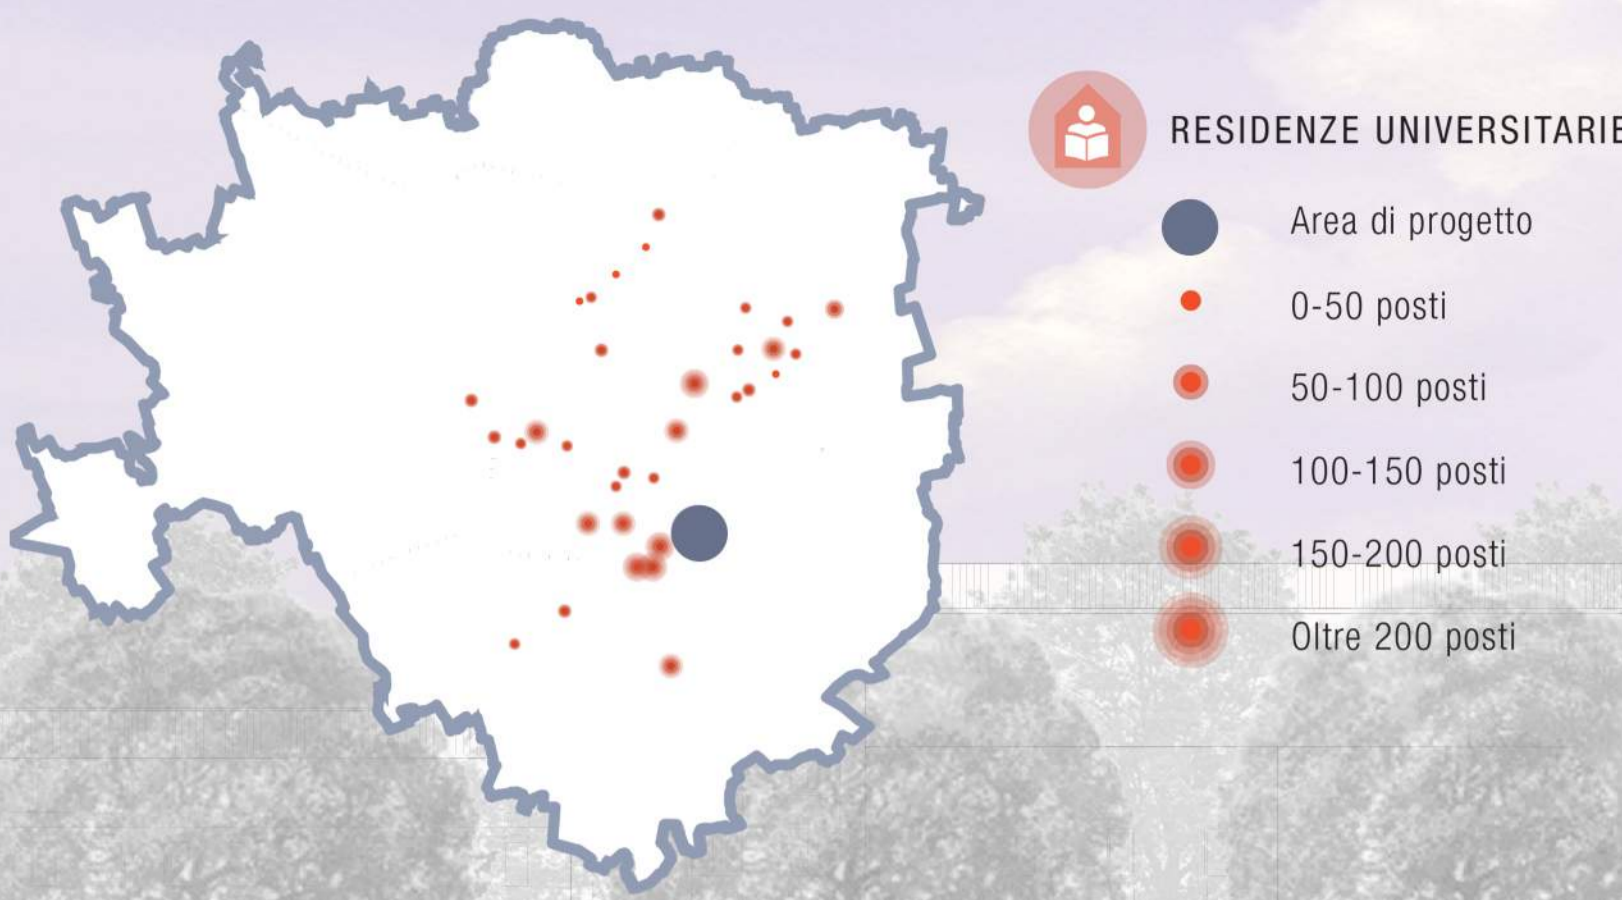 RESIDENZE UNIVERSITARIE
Area di progetto
0-50 posti
50-100 posti
100-150 posti
150-200 posti
Oltre 200 posti